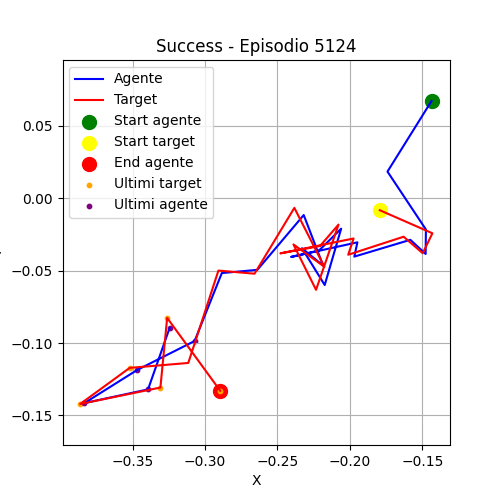 Success - Episodio 5124
Agente
Target
Start agente
Start target
End agente
Ultimi target
Ultimi agente
0.05
0.00
−0.05
−0.10
−0.15
−0.35
−0.30
−0.25
−0.20
−0.15
X